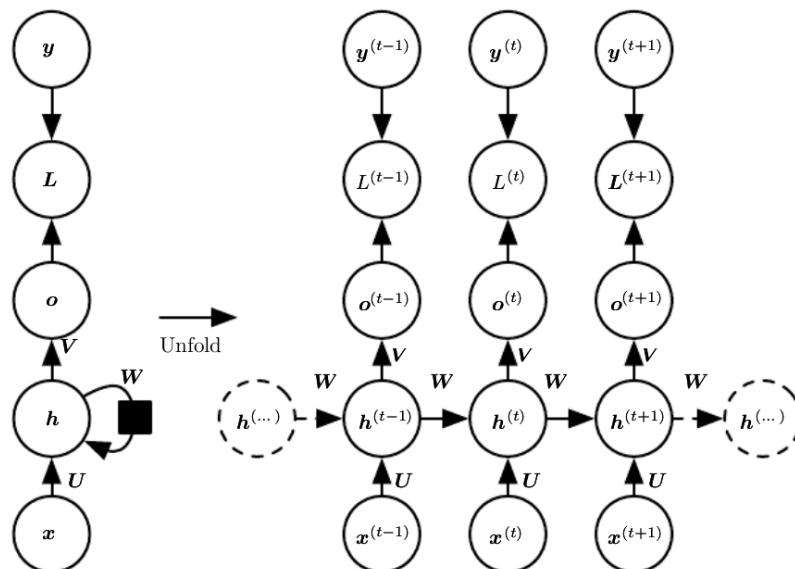 y y^{(t−1)} y^{(t)} y^{(t+1)}
L L^{(t−1)} L^{(t)} L^{(t+1)}
o o^{(t−1)} o^{(t)} o^{(t+1)}
Unfold
V V V V
W W W W W
h h^{(...)} h^{(t−1)} h^{(t)} h^{(t+1)} h^{(...)}
U U U U
x x^{(t−1)} x^{(t)} x^{(t+1)}